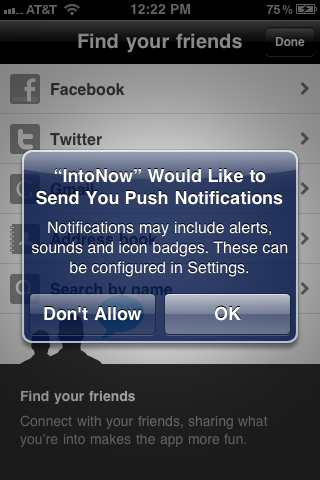 AT&T 12:22 PM 75%
Find your friends Done
Facebook
Twitter
“IntoNow” Would Like to
Send You Push Notifications
Gmail
Notifications may include alerts,
sounds and icon badges. These can
be configured in Settings.
Address book
Search by name
Don't Allow OK
Find your friends
Connect with your friends, sharing what
you’re into makes the app more fun.